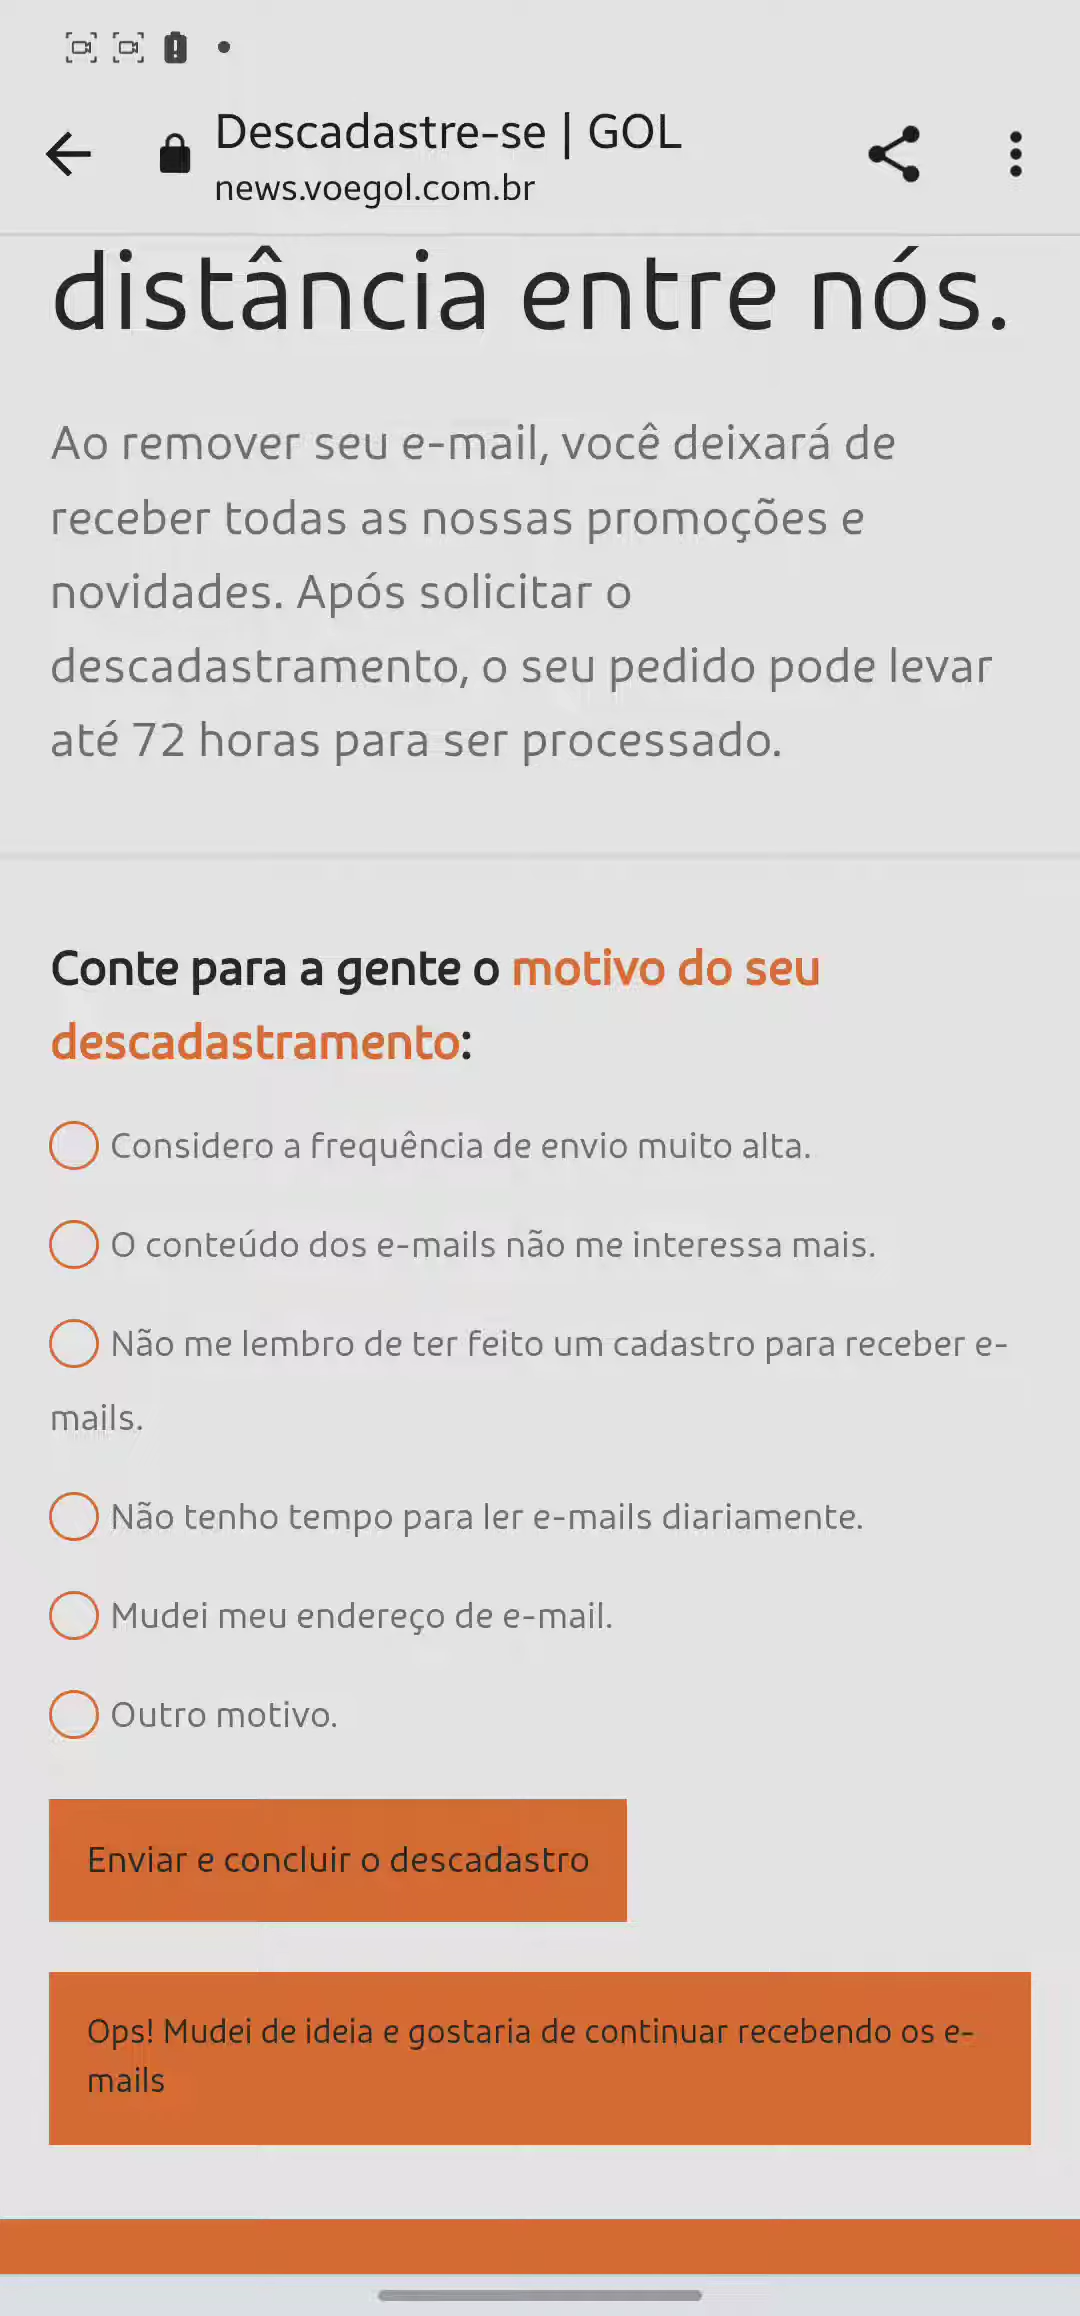 Descadastre-se | GOL
news.voegol.com.br
distância entre nós.
Ao remover seu e-mail, você deixará de
receber todas as nossas promoções e
novidades. Após solicitar o
descadastramento, o seu pedido pode levar
até 72 horas para ser processado.
Conte para a gente o motivo do seu
descadastramento:
Considero a frequência de envio muito alta.
O conteúdo dos e-mails não me interessa mais.
Não me lembro de ter feito um cadastro para receber e-
mails.
Não tenho tempo para ler e-mails diariamente.
Mudei meu endereço de e-mail.
Outro motivo.
Enviar e concluir o descadastro
Ops! Mudei de ideia e gostaria de continuar recebendo os e-
mails